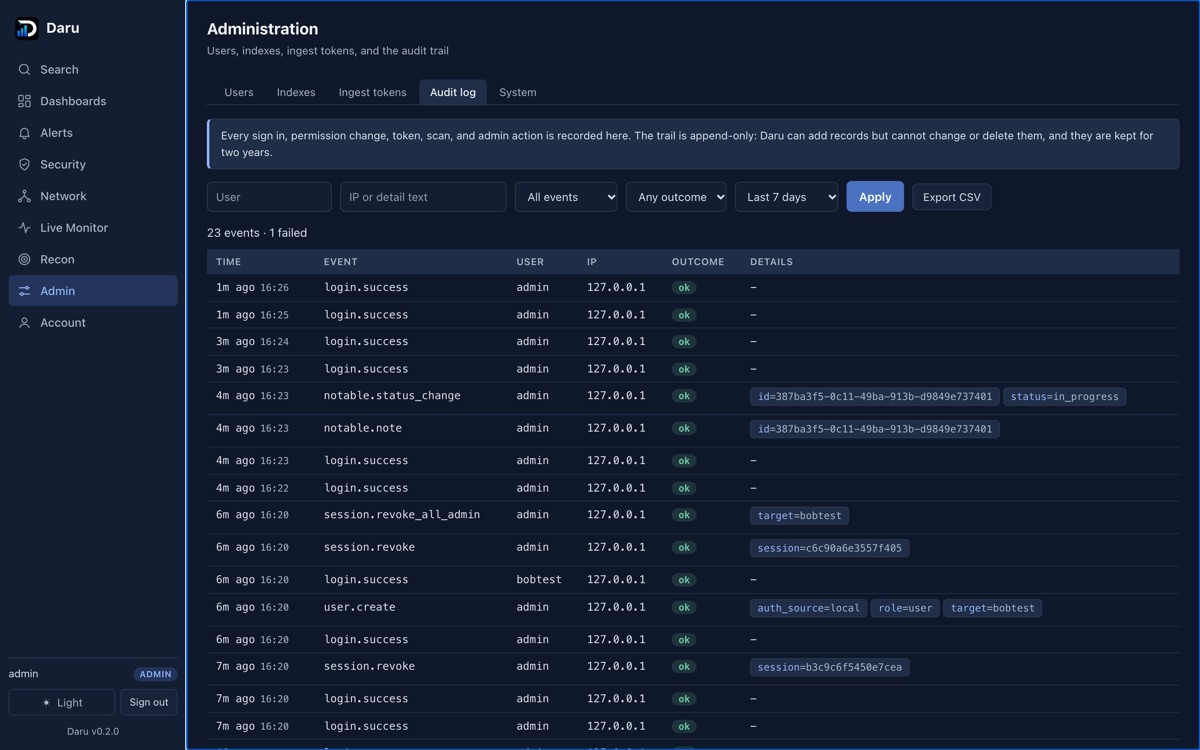 Daru
Search
Dashboards
Alerts
Security
Network
Live Monitor
Recon
Admin
Account
admin ADMIN
Light Sign out
Daru v0.2.0
Administration
Users, indexes, ingest tokens, and the audit trail
Users Indexes Ingest tokens Audit log System
Every sign in, permission change, token, scan, and admin action is recorded here. The trail is append-only: Daru can add records but cannot change or delete them, and they are kept for
two years.
User IP or detail text All events Any outcome Last 7 days Apply Export CSV
23 events · 1 failed
TIME EVENT USER IP OUTCOME DETAILS
1m ago 16:26 login.success admin 127.0.0.1 ok –
1m ago 16:25 login.success admin 127.0.0.1 ok –
3m ago 16:24 login.success admin 127.0.0.1 ok –
3m ago 16:23 login.success admin 127.0.0.1 ok –
4m ago 16:23 notable.status_change admin 127.0.0.1 ok id=387ba3f5-0c11-49ba-913b-d9849e737401 status=in_progress
4m ago 16:23 notable.note admin 127.0.0.1 ok id=387ba3f5-0c11-49ba-913b-d9849e737401
4m ago 16:23 login.success admin 127.0.0.1 ok –
4m ago 16:22 login.success admin 127.0.0.1 ok –
6m ago 16:20 session.revoke_all_admin admin 127.0.0.1 ok target=bobtest
6m ago 16:20 session.revoke admin 127.0.0.1 ok session=c6c90a6e3557f405
6m ago 16:20 login.success bobtest 127.0.0.1 ok –
6m ago 16:20 user.create admin 127.0.0.1 ok auth_source=local role=user target=bobtest
6m ago 16:20 login.success admin 127.0.0.1 ok –
7m ago 16:20 session.revoke admin 127.0.0.1 ok session=b3c9c6f5450e7cea
7m ago 16:20 login.success admin 127.0.0.1 ok –
7m ago 16:20 login.success admin 127.0.0.1 ok –